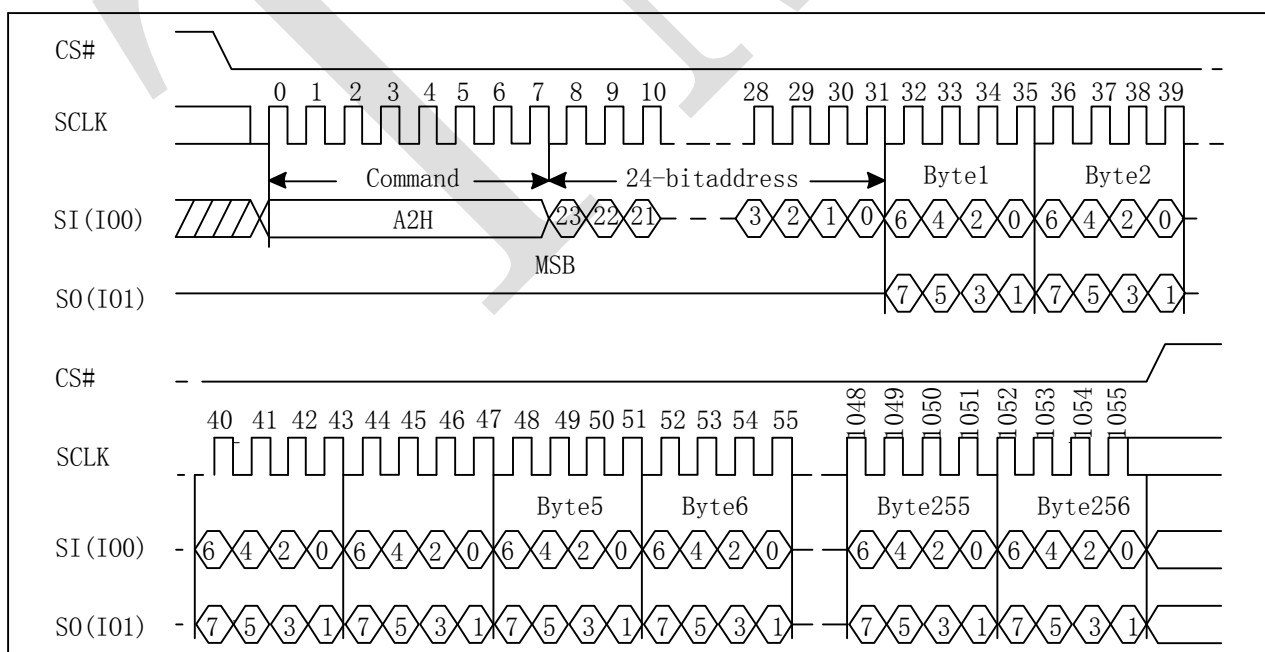 CS#
0 1 2 3 4 5 6 7 8 9 10 28 29 30 31 32 33 34 35 36 37 38 39
SCLK
Command 24-bitaddress Byte1 Byte2
SI(IO0) A2H 23 22 21 3 2 1 0 6 4 2 0 6 4 2 0
MSB
SO(IO1) 7 5 3 1 7 5 3 1
CS#
40 41 42 43 44 45 46 47 48 49 50 51 52 53 54 55 1048 1049 1050 1051 1052 1053 1054 1055
SCLK
Byte5 Byte6 Byte255 Byte256
SI(IO0) 6 4 2 0 6 4 2 0 6 4 2 0 6 4 2 0 6 4 2 0 6 4 2 0
SO(IO1) 7 5 3 1 7 5 3 1 7 5 3 1 7 5 3 1 7 5 3 1 7 5 3 1